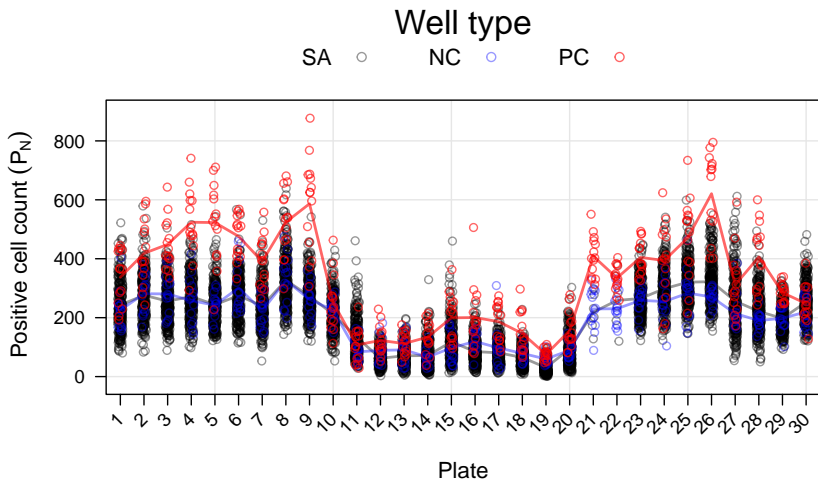 Well type
SA NC PC
Positive cell count (P_N)
800
600
400
200
0
1 2 3 4 5 6 7 8 9 10 11 12 13 14 15 16 17 18 19 20 21 22 23 24 25 26 27 28 29 30
Plate